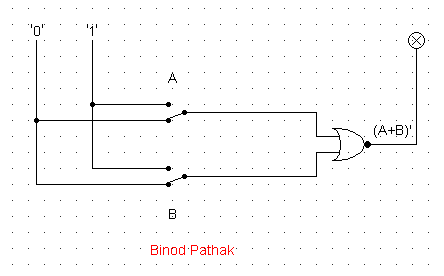 '0' '1'
A
(A+B)'
B
Binod Pathak